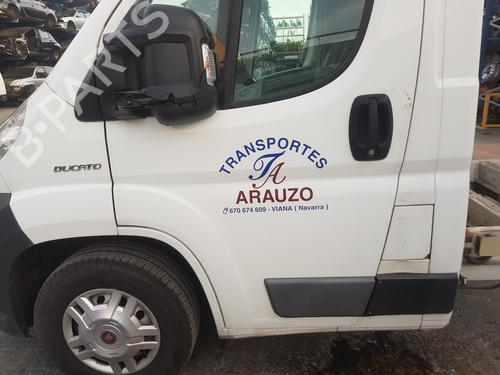 B-PARTS
DUCATO
TRANSPORTES
TA
ARAUZO
670 674 609 - VIANA ( Navarra )